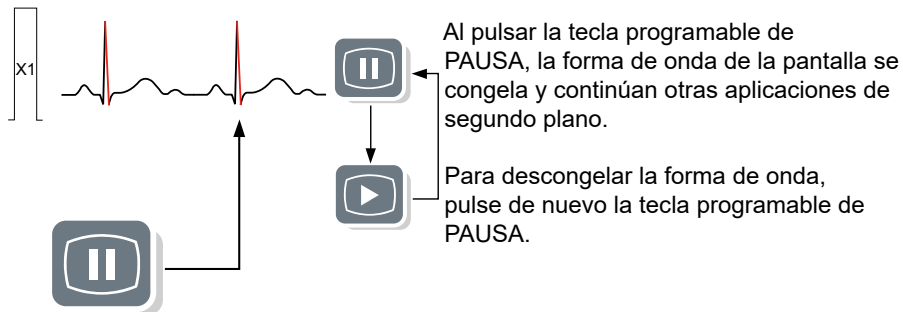 X1
Al pulsar la tecla programable de
PAUSA, la forma de onda de la pantalla se
congela y continúan otras aplicaciones de
segundo plano.
Para descongelar la forma de onda,
pulse de nuevo la tecla programable de
PAUSA.